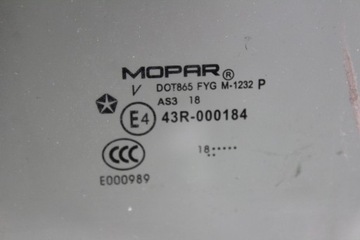 MOPAR®
V DOT865 FYG M-1232 P
AS3 18
E4 43R-000184
CCC
18
E000989